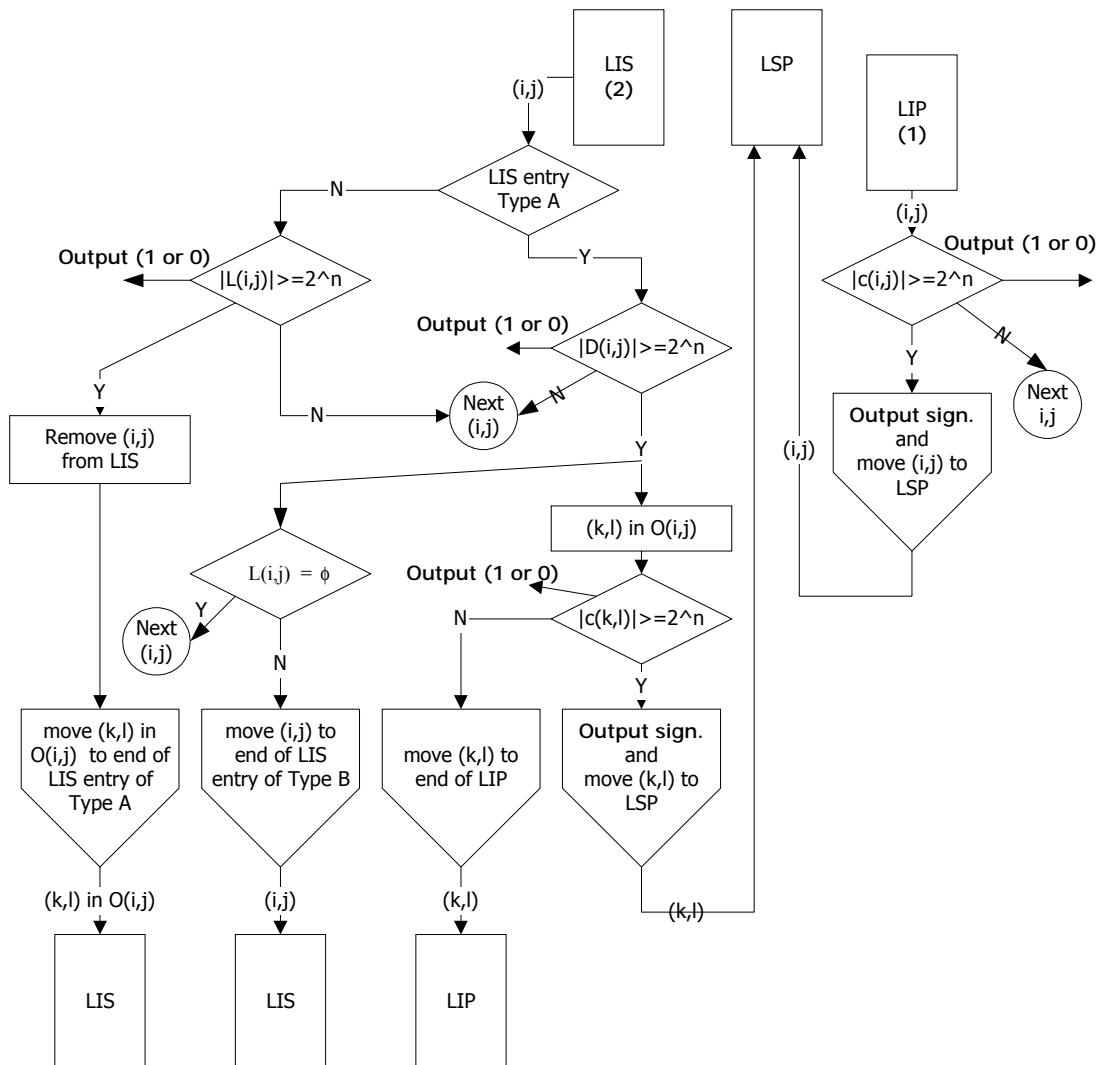 LIS
(2)
LSP
LIP
(1)
(i,j)
LIS entry
Type A
N
Y
(i,j)
Output (1 or 0)
|L(i,j)|>=2^n
Output (1 or 0)
|c(i,j)|>=2^n
Output (1 or 0)
|D(i,j)|>=2^n
N
Y
Next
i,j
Y
N
N
Next
(i,j)
Remove (i,j)
from LIS
Y
Output sign.
and
move (i,j) to
LSP
(i,j)
(k,l) in O(i,j)
L(i,j) = ϕ
Output (1 or 0)
|c(k,l)|>=2^n
Y
Next
(i,j)
N
N
Y
move (k,l) in
O(i,j) to end of
LIS entry of
Type A
move (i,j) to
end of LIS
entry of Type B
move (k,l) to
end of LIP
Output sign.
and
move (k,l) to
LSP
(k,l) in O(i,j)
(i,j)
(k,l)
(k,l)
LIS
LIS
LIP